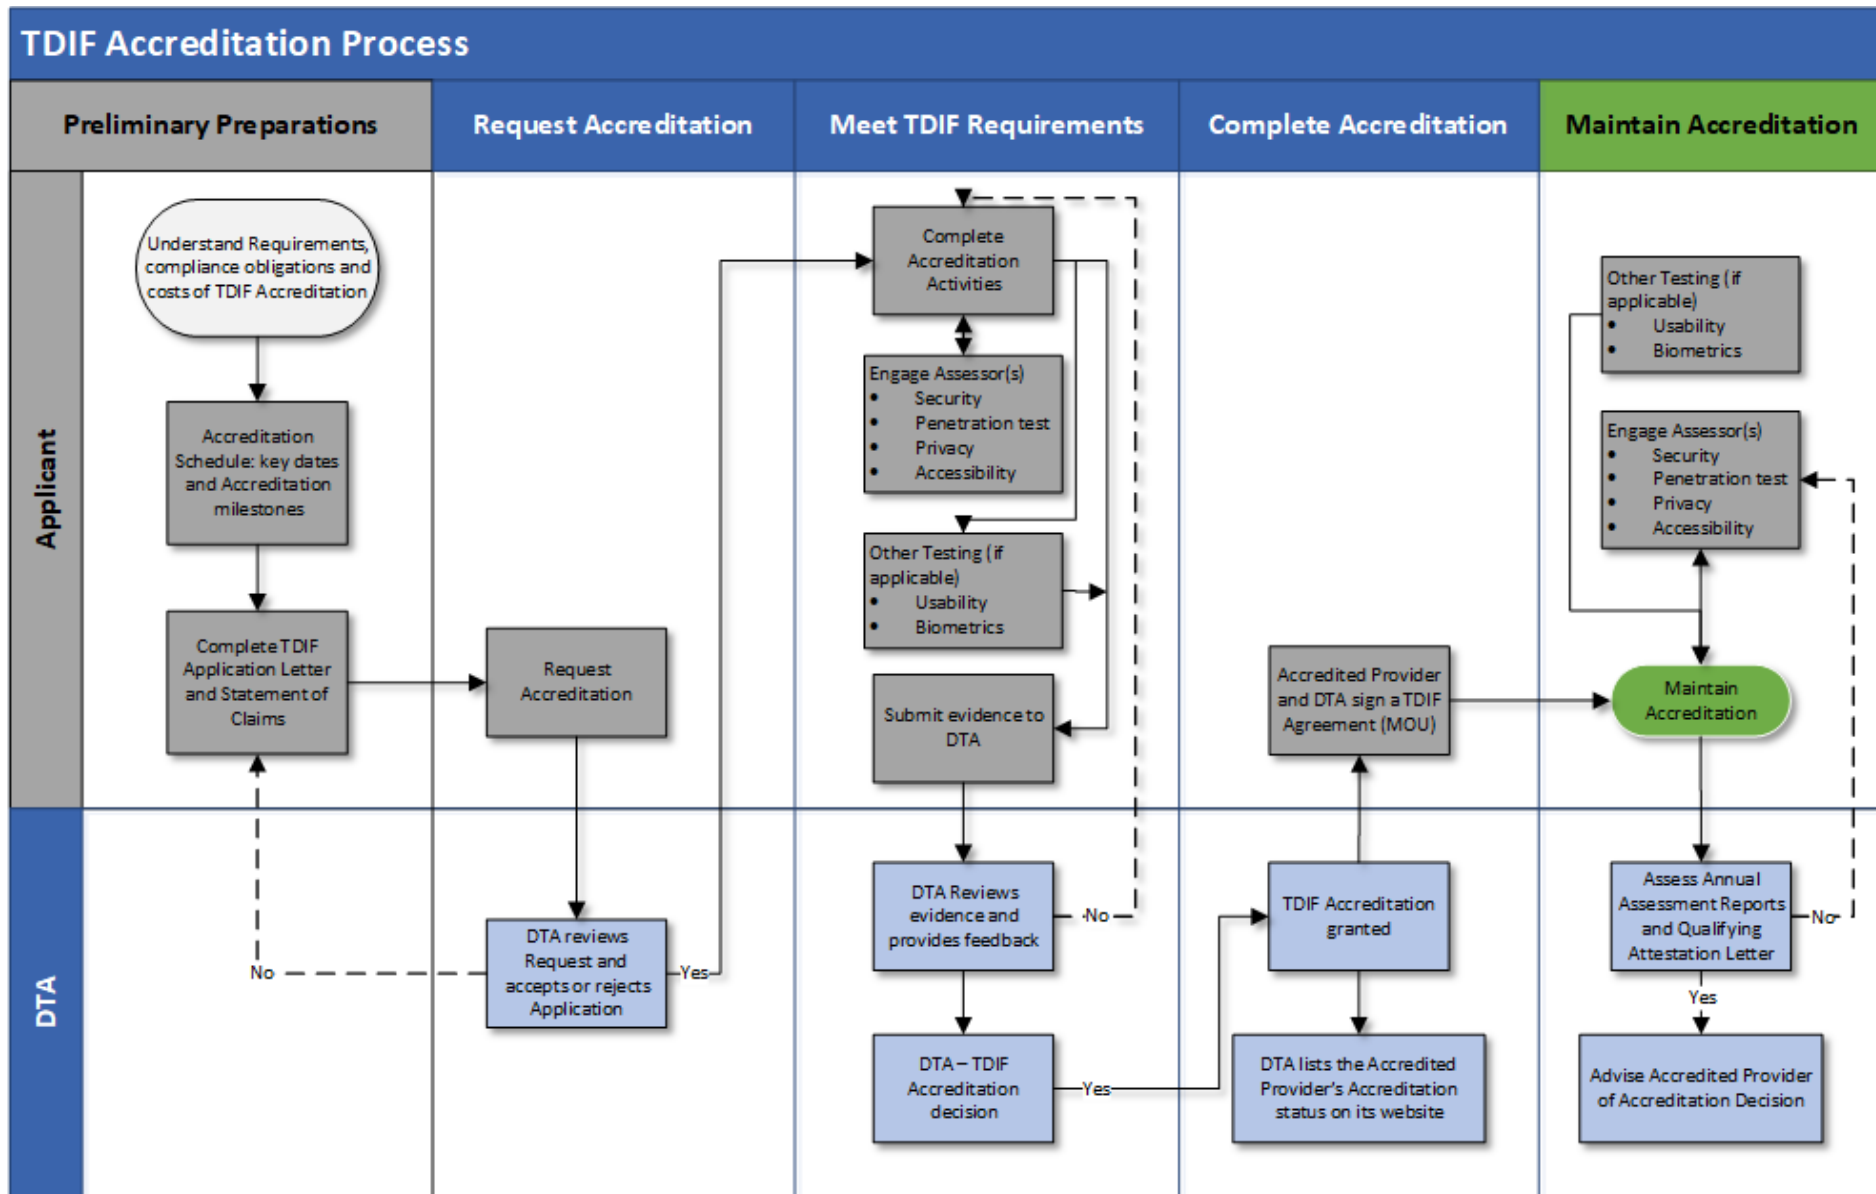 TDIF Accreditation Process
Preliminary Preparations
Request Accreditation
Meet TDIF Requirements
Complete Accreditation
Maintain Accreditation
Applicant
Understand Requirements,
compliance obligations and
costs of TDIF Accreditation
Accreditation
Schedule: key dates
and Accreditation
milestones
Complete TDIF
Application Letter
and Statement of
Claims
Request
Accreditation
Complete
Accreditation
Activities
Engage Assessor(s)
• Security
• Penetration test
• Privacy
• Accessibility
Other Testing (if
applicable)
• Usability
• Biometrics
Submit evidence to
DTA
Accredited Provider
and DTA sign a TDIF
Agreement (MOU)
Other Testing (if
applicable)
• Usability
• Biometrics
Engage Assessor(s)
• Security
• Penetration test
• Privacy
• Accessibility
Maintain
Accreditation
DTA
No
DTA reviews
Request and
accepts or rejects
Application
Yes
DTA Reviews
evidence and
provides feedback
No
DTA – TDIF
Accreditation
decision
Yes
TDIF Accreditation
granted
DTA lists the Accredited
Provider's Accreditation
status on its website
Assess Annual
Assessment Reports
and Qualifying
Attestation Letter
No
Yes
Advise Accredited Provider
of Accreditation Decision